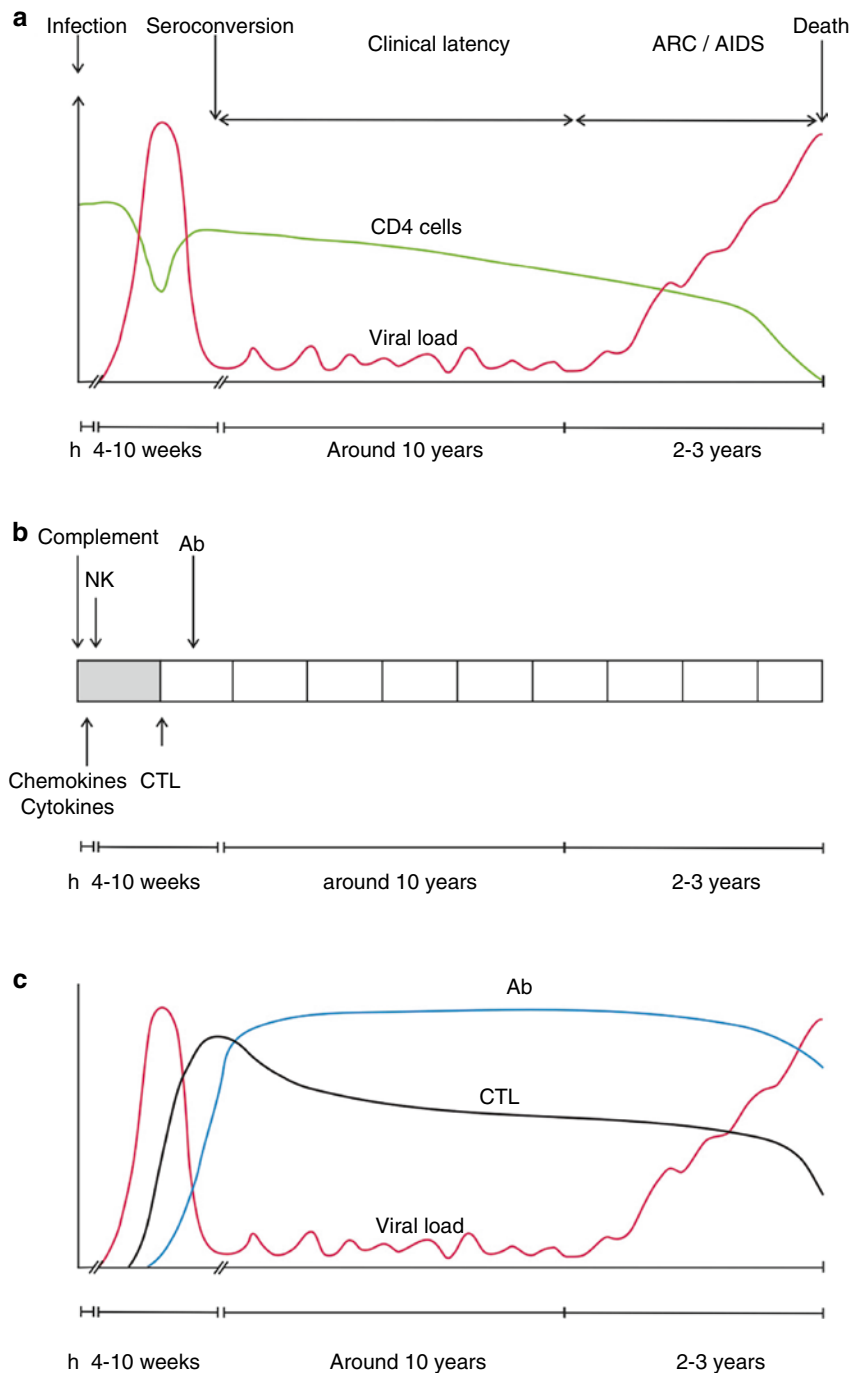 a
Infection
Seroconversion
Clinical latency
ARC / AIDS
Death
CD4 cells
Viral load
h 4-10 weeks
Around 10 years
2-3 years
b
Complement
Ab
NK
Chemokines
Cytokines
CTL
h 4-10 weeks
around 10 years
2-3 years
c
Ab
CTL
Viral load
h 4-10 weeks
Around 10 years
2-3 years